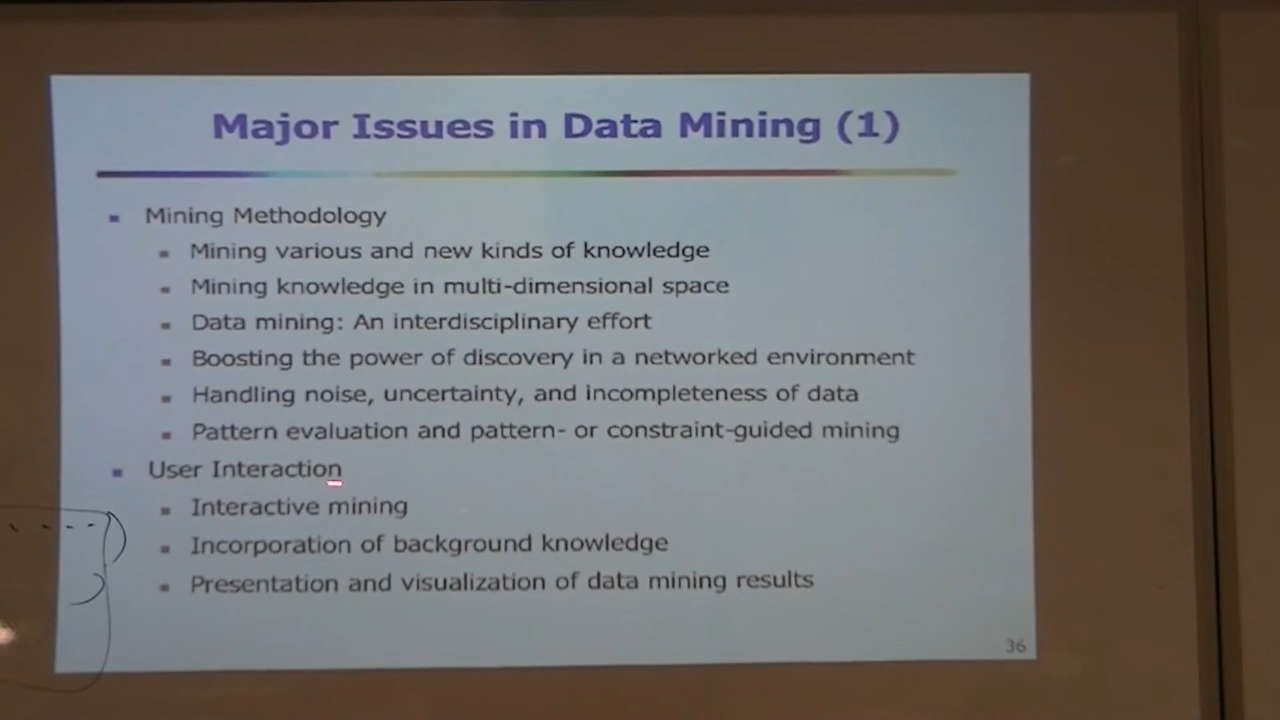 Major Issues in Data Mining (1)
Mining Methodology
Mining various and new kinds of knowledge
Mining knowledge in multi-dimensional space
Data mining: An interdisciplinary effort
Boosting the power of discovery in a networked environment
Handling noise, uncertainty, and incompleteness of data
Pattern evaluation and pattern- or constraint-guided mining
User Interaction
Interactive mining
Incorporation of background knowledge
Presentation and visualization of data mining results
36